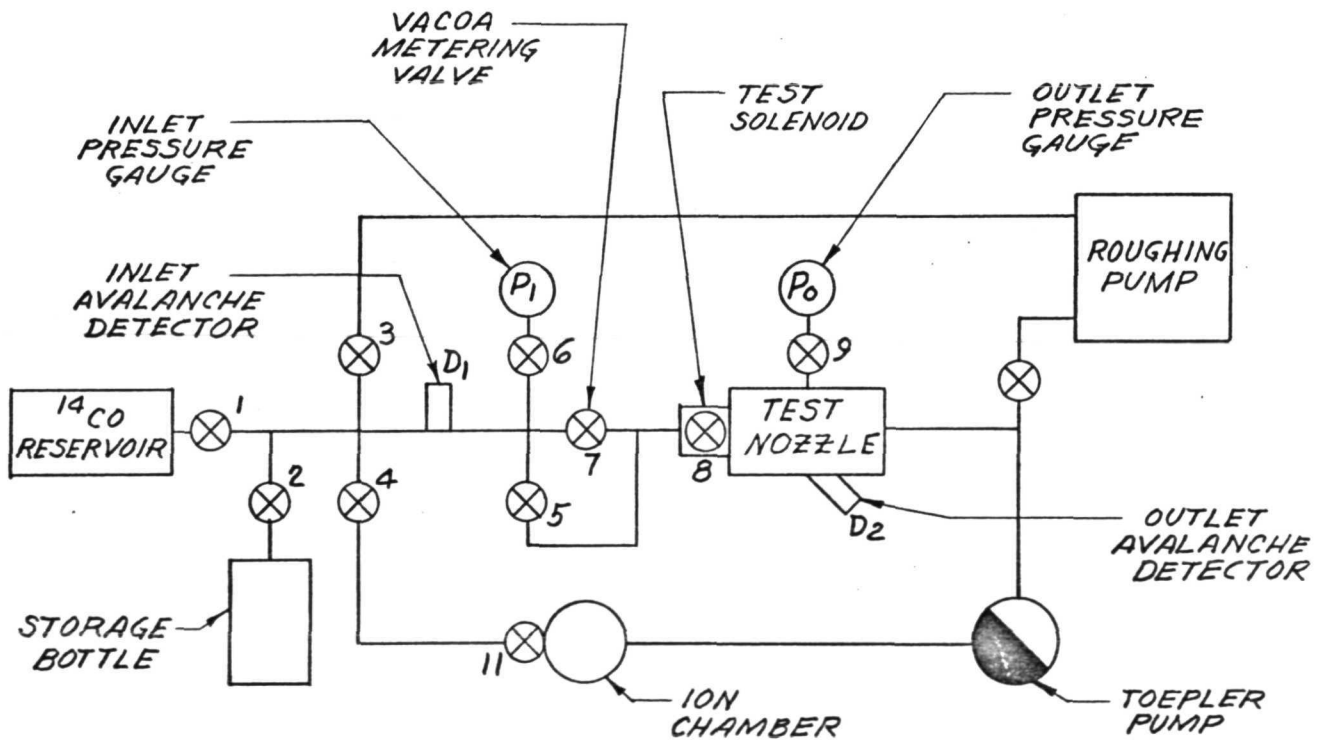 VACOA
METERING
VALVE
TEST
SOLENOID
OUTLET
PRESSURE
GAUGE
INLET
PRESSURE
GAUGE
INLET
AVALANCHE
DETECTOR
ROUGHING
PUMP
P1
P0
3
6
9
D1
14CO
RESERVOIR
1
TEST
NOZZLE
7
8
2
4
5
D2
OUTLET
AVALANCHE
DETECTOR
STORAGE
BOTTLE
11
ION
CHAMBER
TOEPLER
PUMP